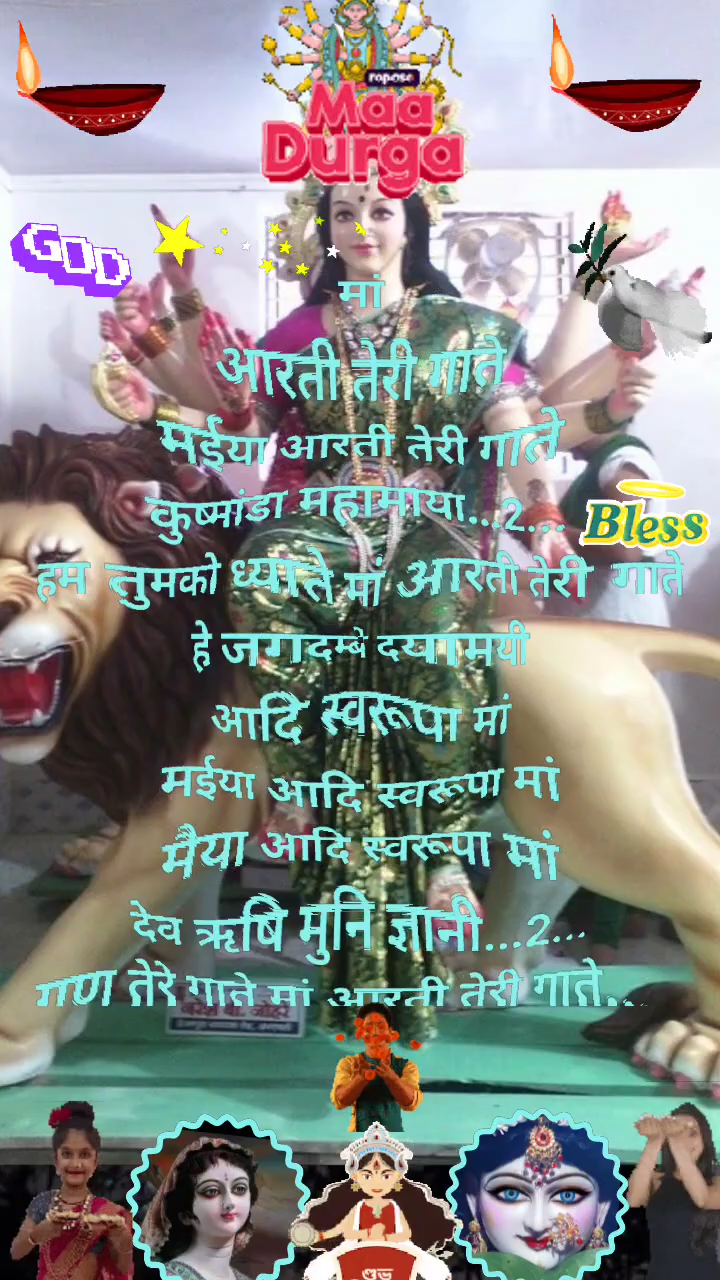 roposo
Maa
Durga
GOD
मां
आरती तेरी गाते
मईया आरती तेरी गाते
कुष्मांडा महामाया...2...
Bless
हम तुमको ध्याते मां आरती तेरी गाते
हे जगदम्बे दयामयी
आदि स्वरूपा मां
मईया आदि स्वरूपा मां
मैया आदि स्वरूपा मां
देव ऋषि मुनि ज्ञानी...2...
गण तेरे गाते मां आरती तेरी गाते...
शुभ